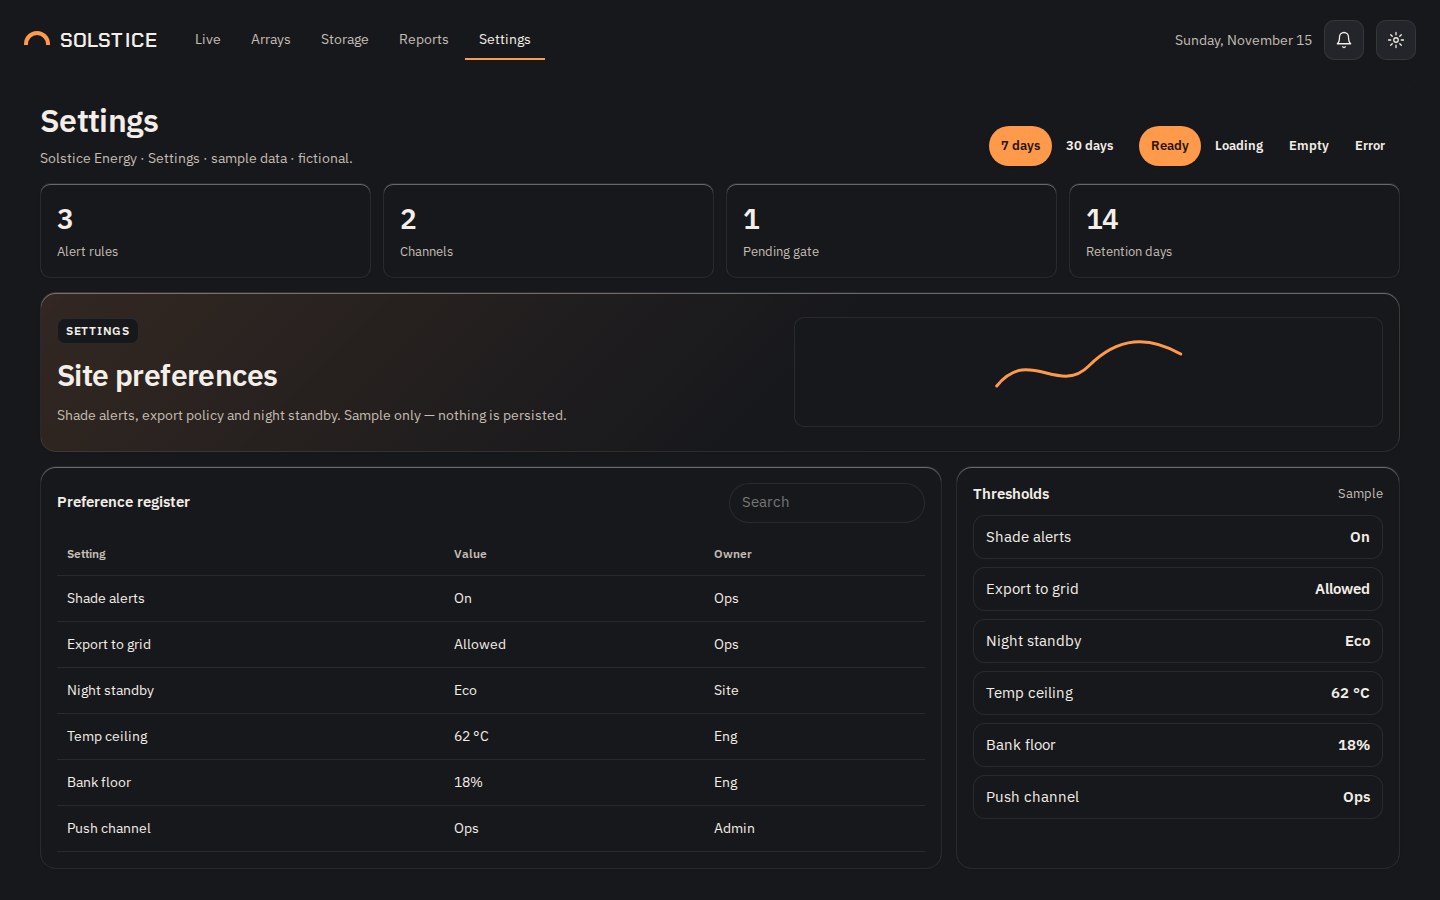 SOLSTICE
Live
Arrays
Storage
Reports
Settings
Sunday, November 15
Settings
Solstice Energy · Settings · sample data · fictional.
7 days
30 days
Ready
Loading
Empty
Error
3
Alert rules
2
Channels
1
Pending gate
14
Retention days
SETTINGS
Site preferences
Shade alerts, export policy and night standby. Sample only — nothing is persisted.
Preference register
Search
Setting Value Owner
Shade alerts On Ops
Export to grid Allowed Ops
Night standby Eco Site
Temp ceiling 62 °C Eng
Bank floor 18% Eng
Push channel Ops Admin
Thresholds Sample
Shade alerts On
Export to grid Allowed
Night standby Eco
Temp ceiling 62 °C
Bank floor 18%
Push channel Ops